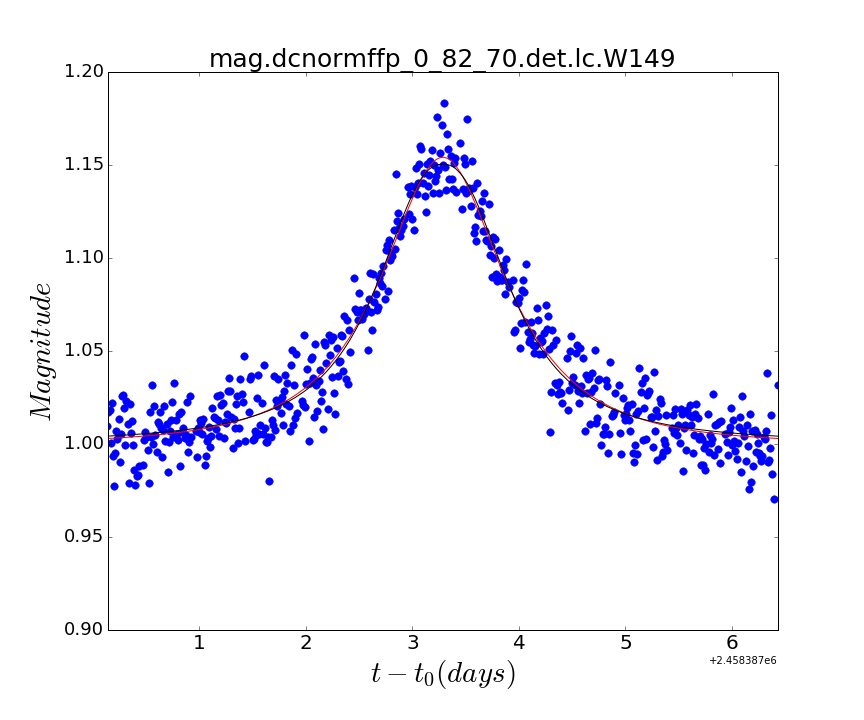 mag.dcnormffp_0_82_70.det.lc.W149
1.20
1.15
1.10
1.05
1.00
0.95
0.90
Magnitude
1 2 3 4 5 6
+2.458387e6
t − t₀(days)